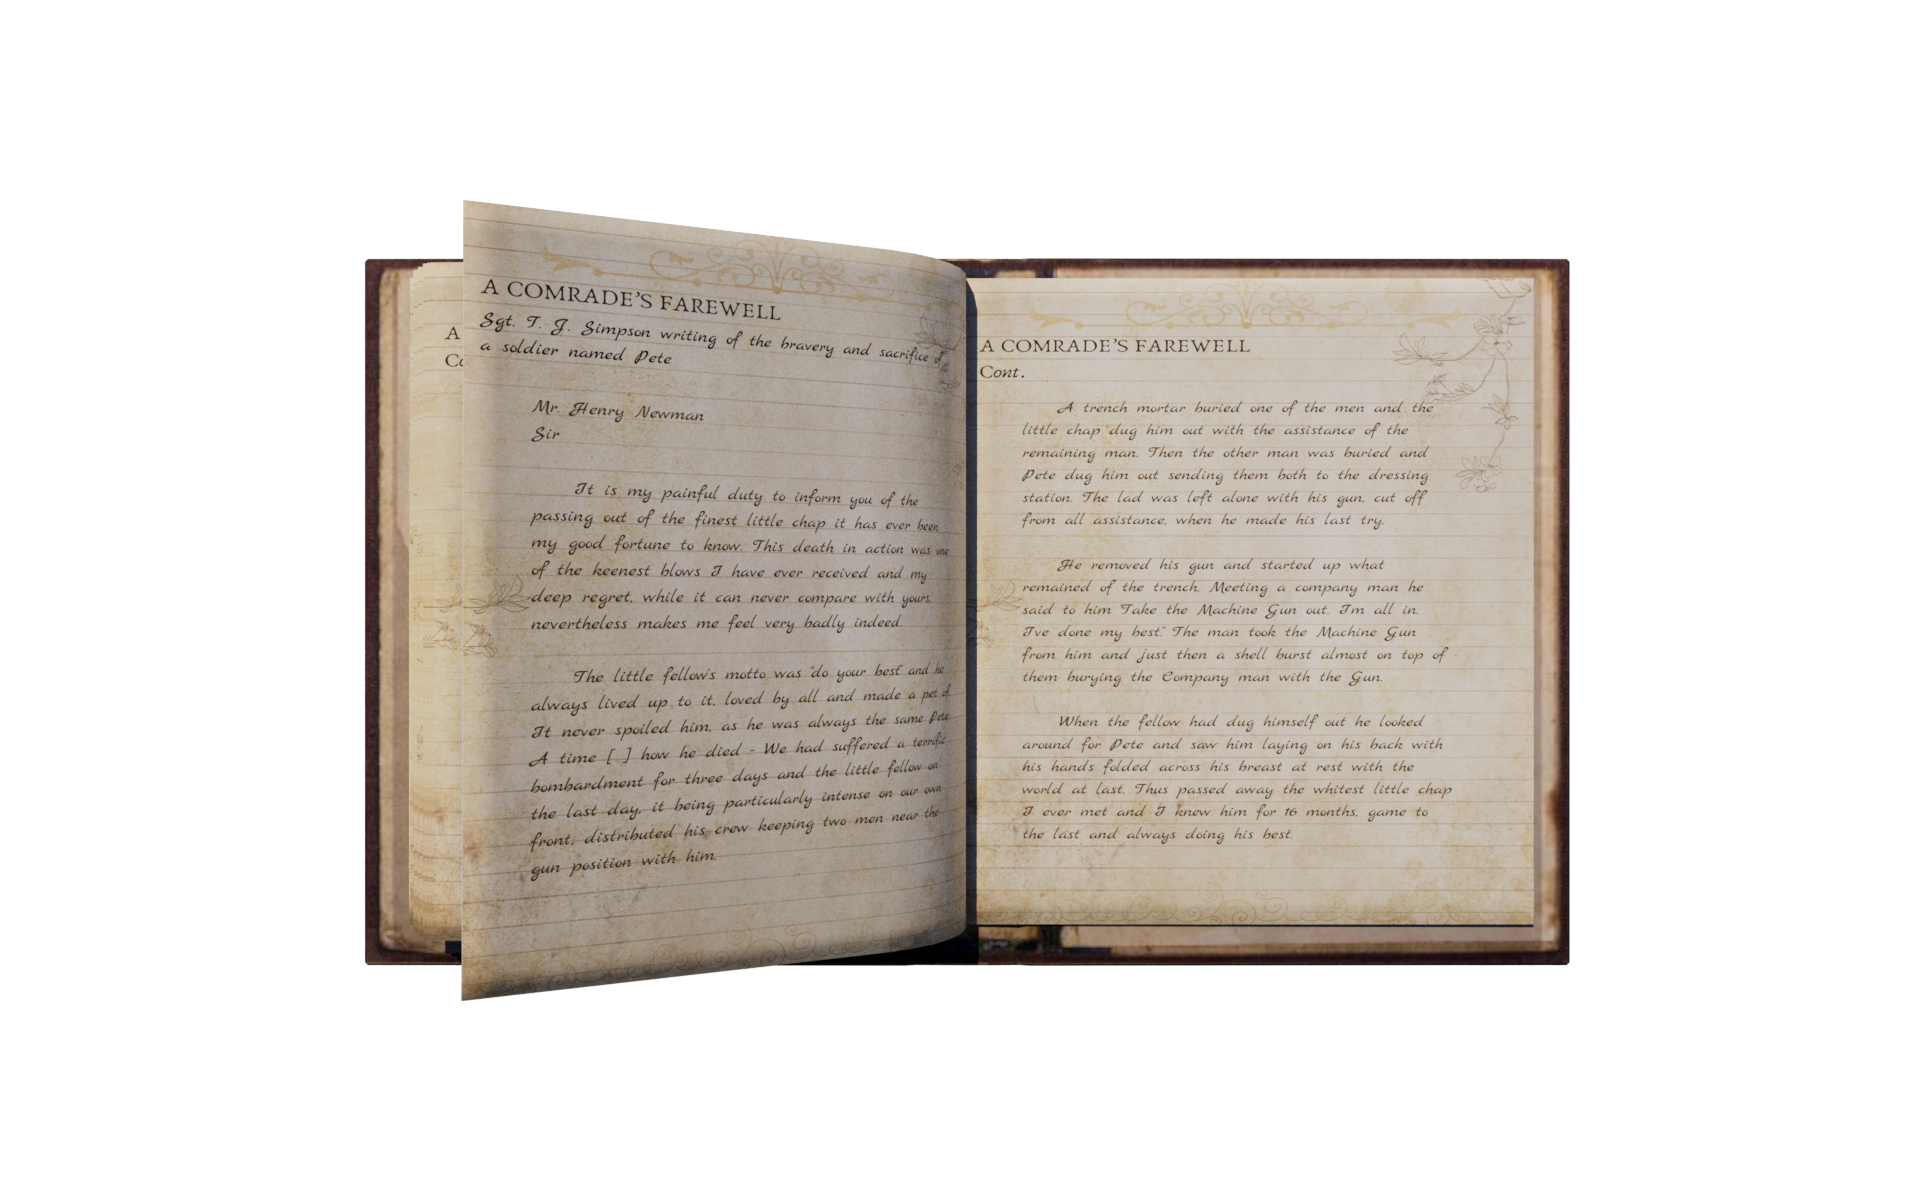 A COMRADE'S FAREWELL
Sgt. T. J. Simpson writing of the bravery and sacrifice of
a soldier named Pete
Mr. Henry Newman
Sir
It is my painful duty to inform you of the
passing out of the finest little chap it has ever been
my good fortune to know. This death in action was one
of the keenest blows I have ever received and my
deep regret, while it can never compare with yours,
nevertheless makes me feel very badly indeed.
The little fellow's motto was "do your best" and he
always lived up to it, loved by all and made a pet of.
It never spoiled him, as he was always the same Pete
A time [ ] how he died - We had suffered a terrific
bombardment for three days and the little fellow on
the last day, it being particularly intense on our own
front, distributed his crew keeping two men near the
gun position with him.
A
Co
A COMRADE'S FAREWELL
Cont.
A trench mortar buried one of the men and the
little chap dug him out with the assistance of the
remaining man. Then the other man was buried and
Pete dug him out sending them both to the dressing
station. The lad was left alone with his gun, cut off
from all assistance, when he made his last try.
He removed his gun and started up what
remained of the trench. Meeting a company man he
said to him Take the Machine Gun out. I'm all in.
I've done my best." The man took the Machine Gun
from him and just then a shell burst almost on top of
them burying the Company man with the Gun.
When the fellow had dug himself out he looked
around for Pete and saw him laying on his back with
his hands folded across his breast at rest with the
world at last. Thus passed away the whitest little chap
I ever met and I knew him for 16 months, game to
the last and always doing his best.